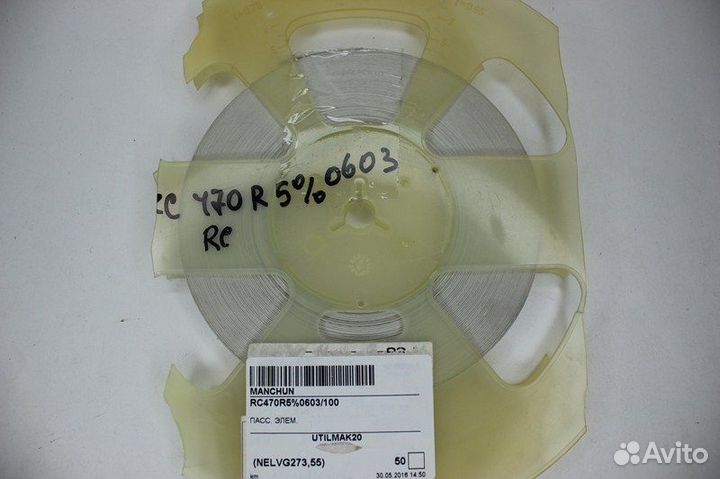 RC 470R 5% 0603
RC
MANCHUN
RC470R5%0603/100
ПАСС. ЭЛЕМ.
UTILMAK20
(NELVG273,55) 50
km 30.05.2016 14:50
Avito